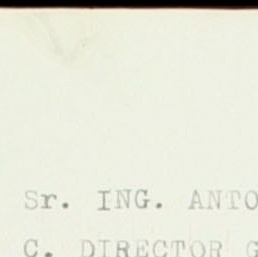 Sr. ING. ANTO
C. DIRECTOR G